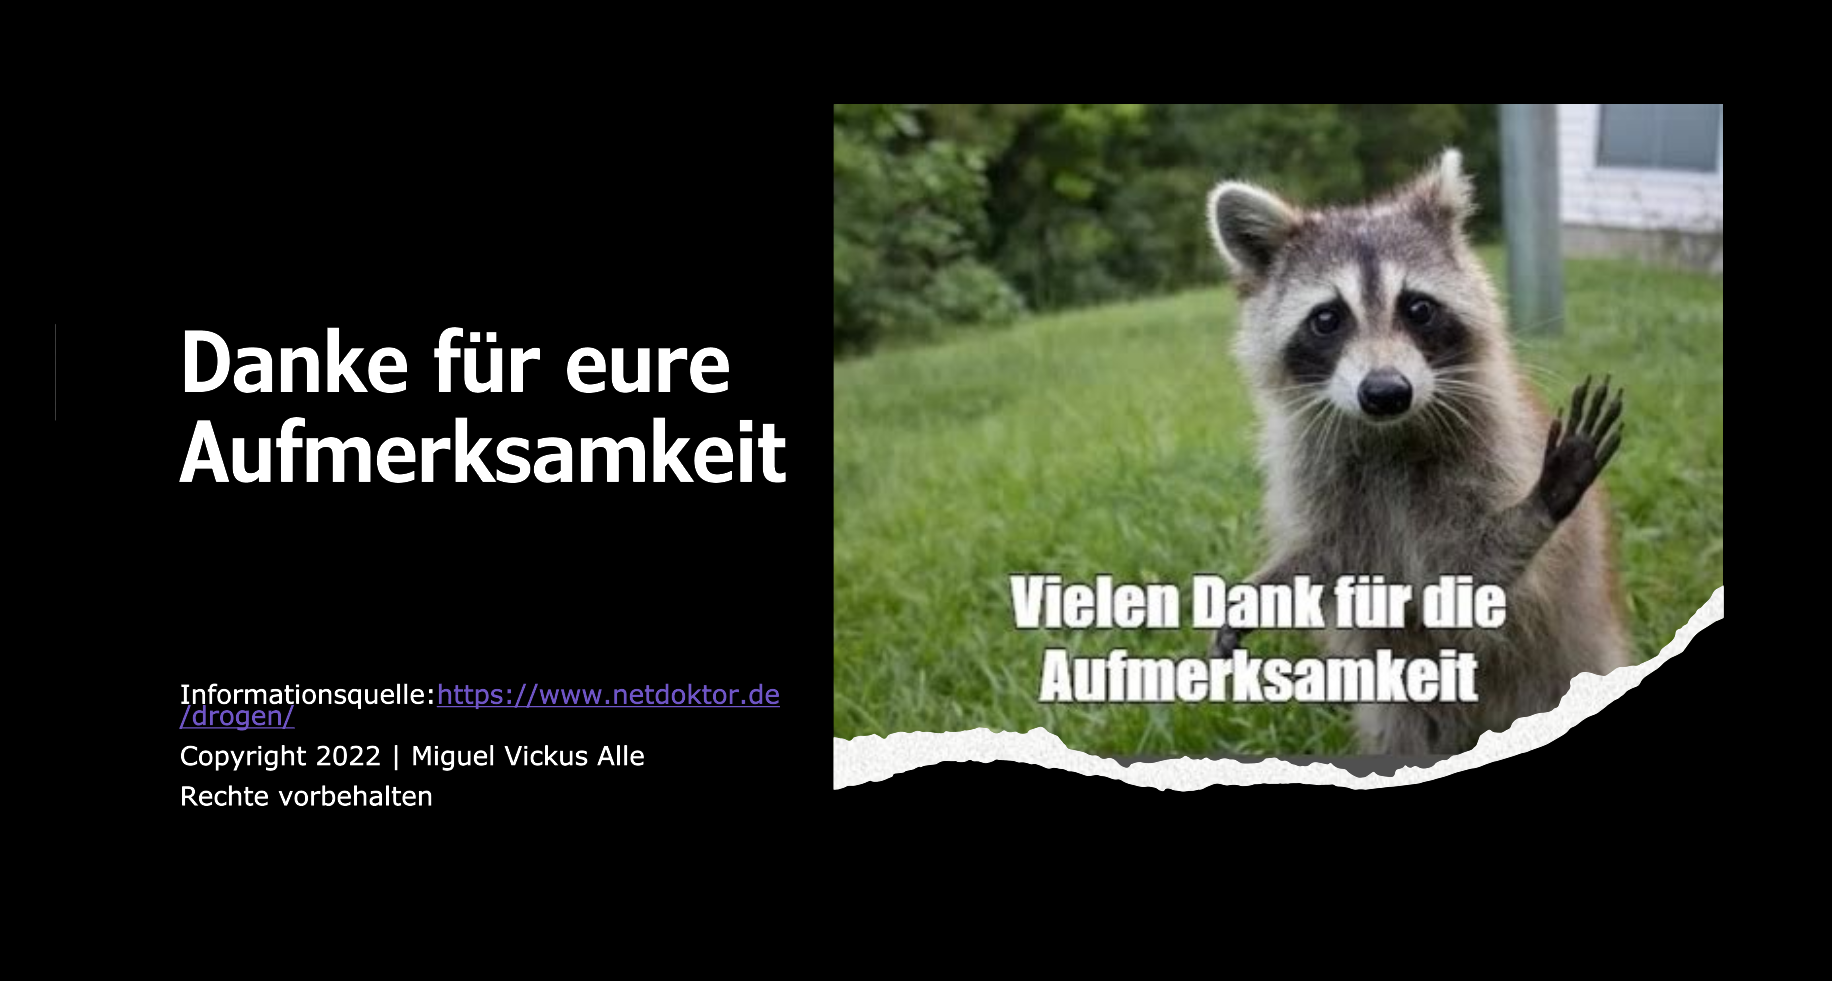 Danke für eure
Aufmerksamkeit
Informationsquelle:https://www.netdoktor.de
/drogen/
Copyright 2022 | Miguel Vickus Alle
Rechte vorbehalten
Vielen Dank für die
Aufmerksamkeit